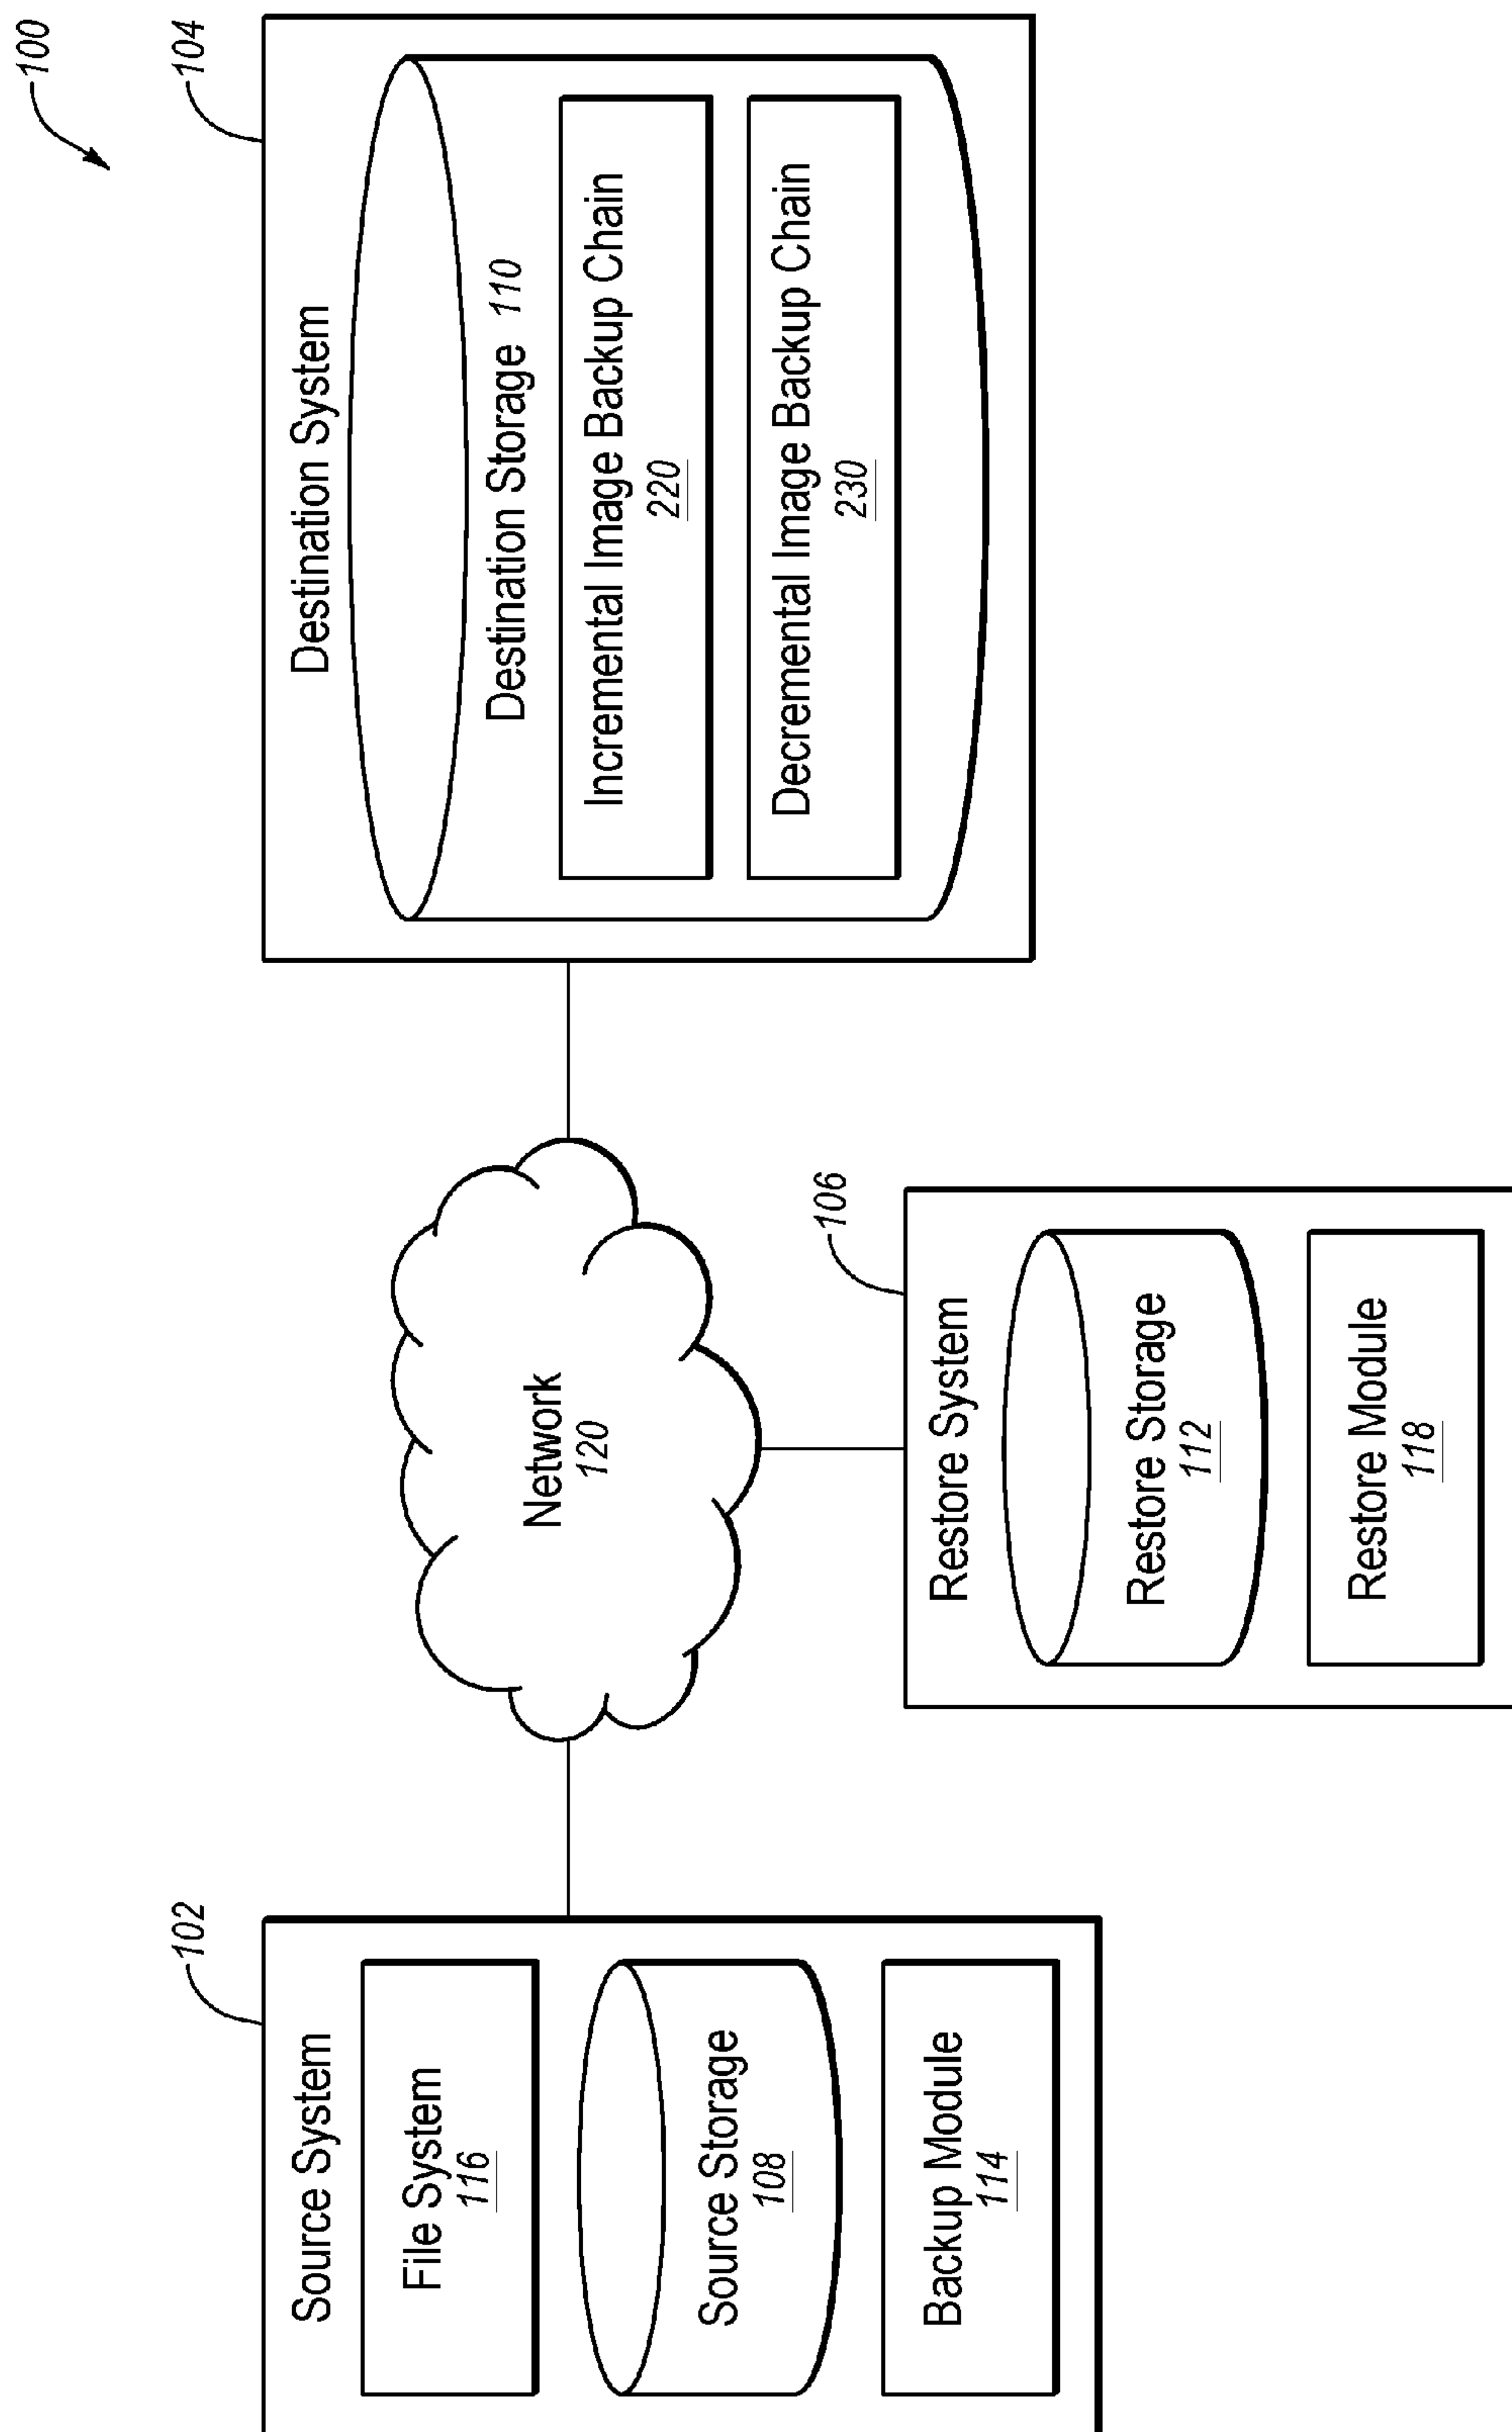 100
102
Source System
File System
116
Source Storage
108
Backup Module
114
Network
120
106
Restore System
Restore Storage
112
Restore Module
118
104
Destination System
Destination Storage 110
Incremental Image Backup Chain
220
Decremental Image Backup Chain
230